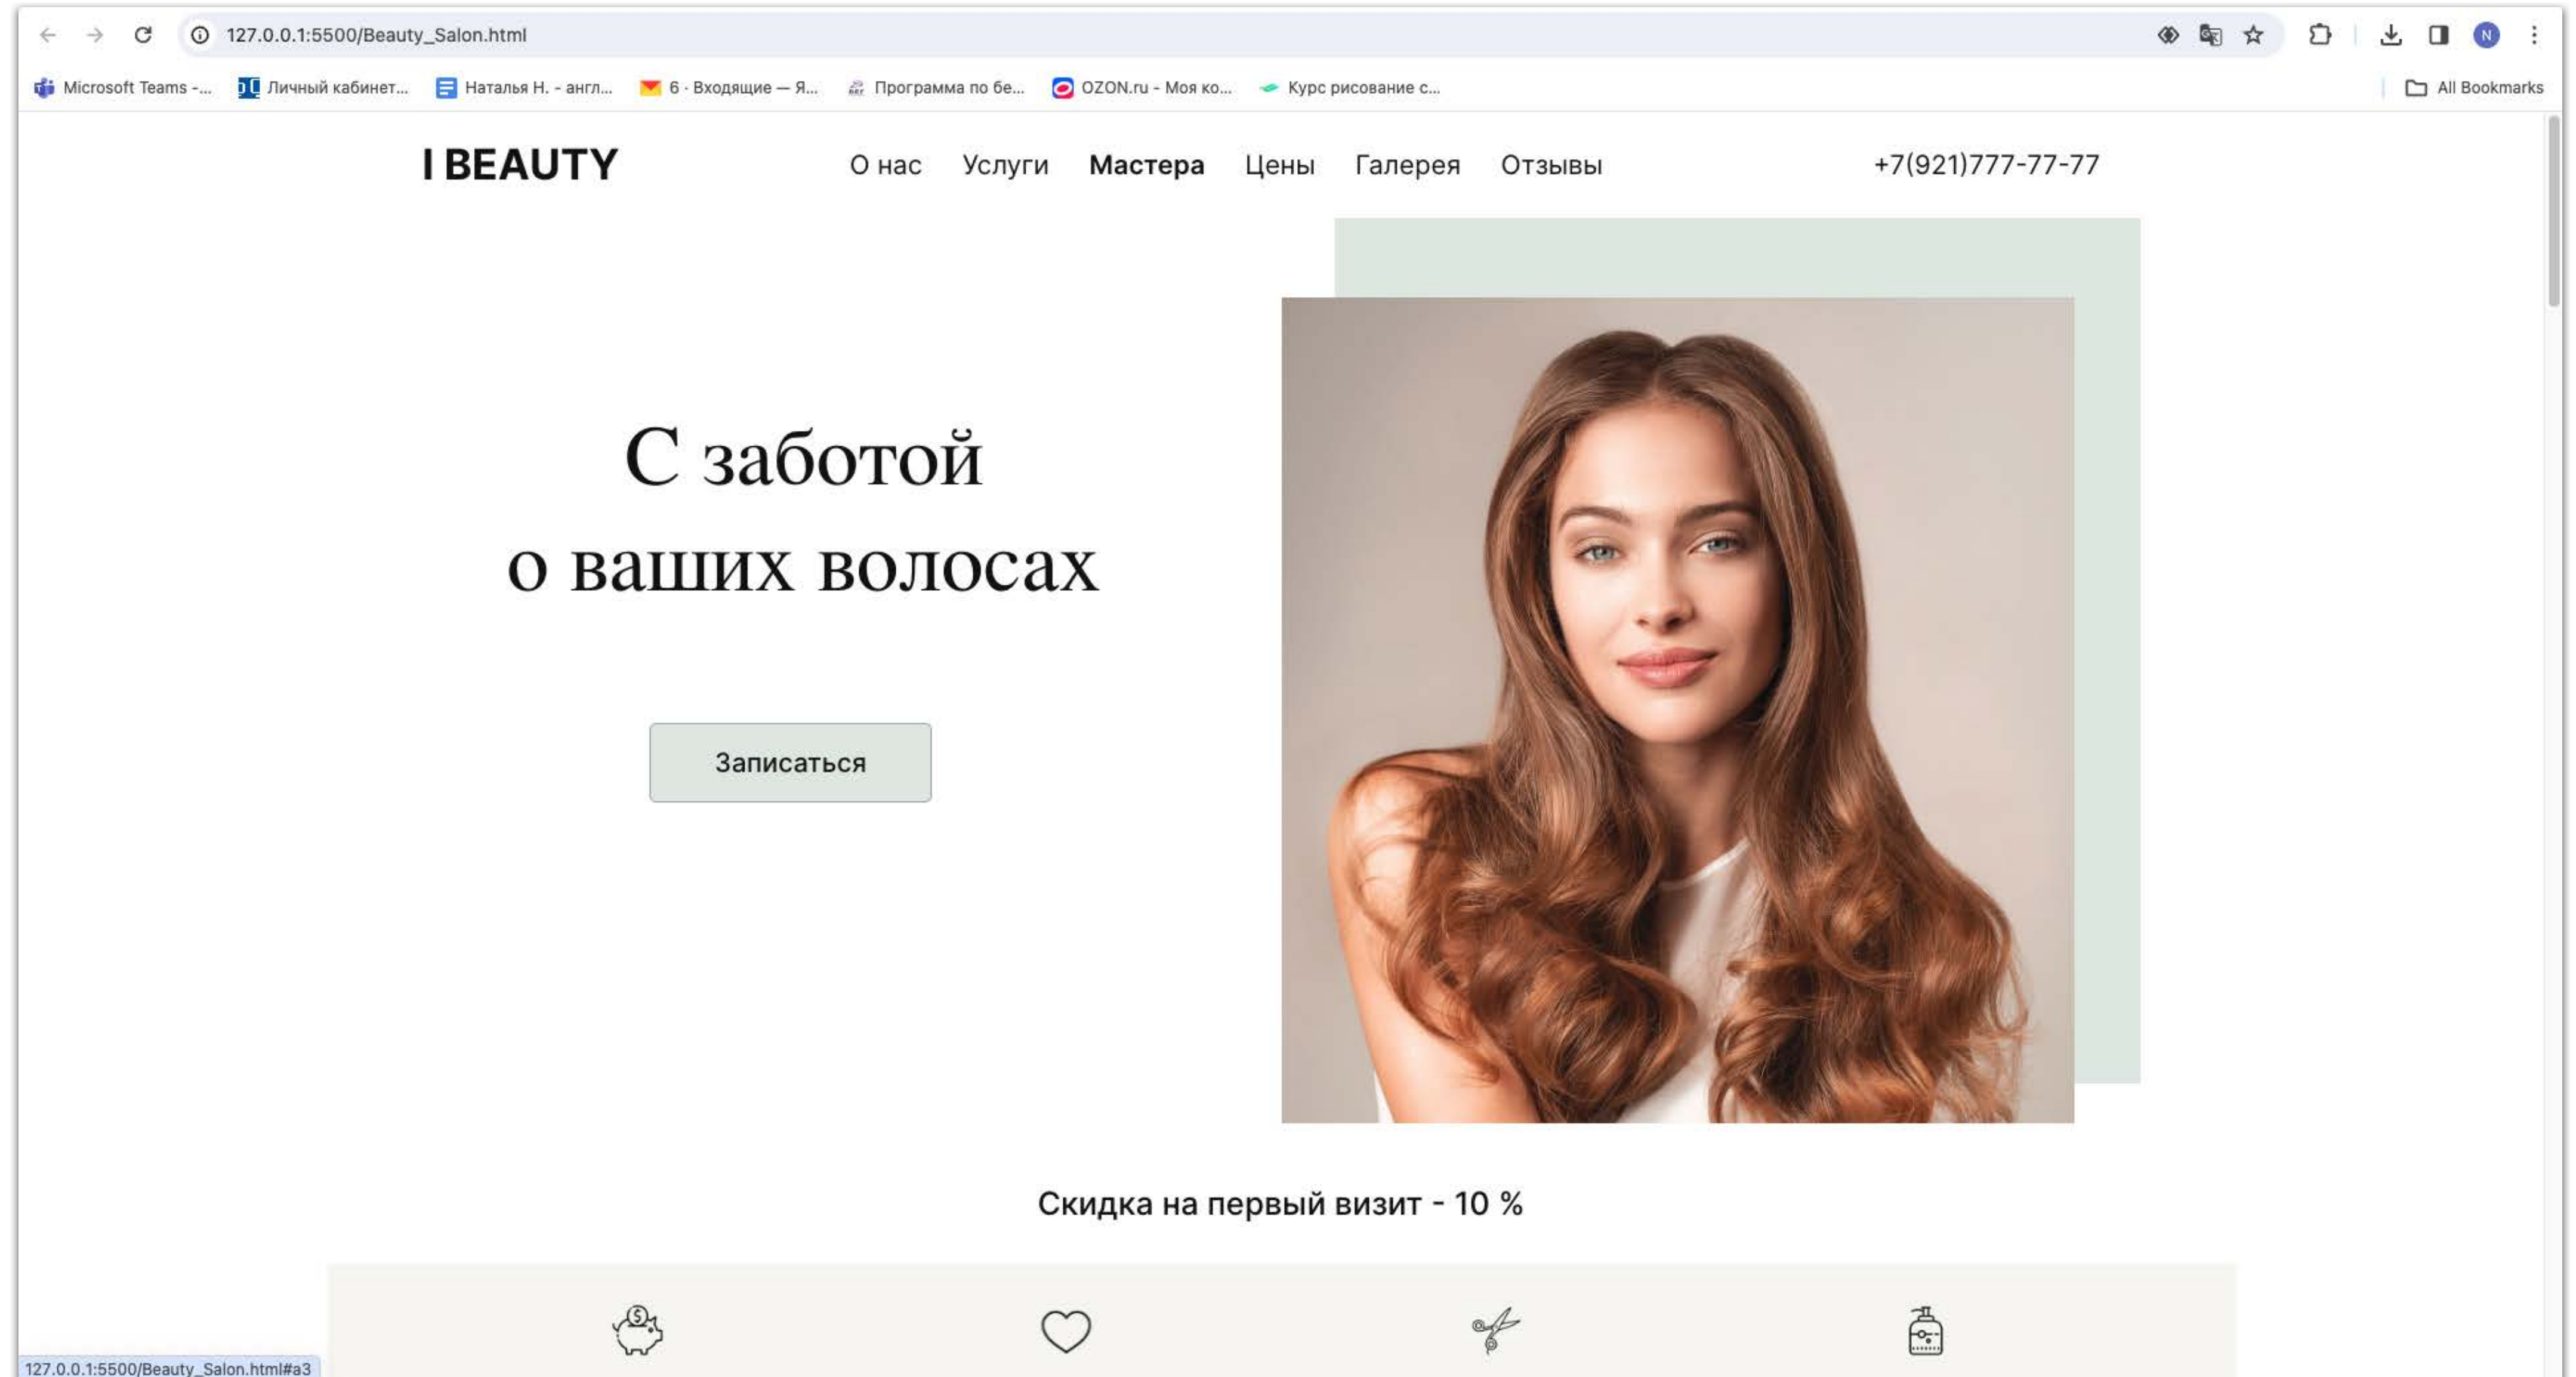 127.0.0.1:5500/Beauty_Salon.html
Microsoft Teams -... Личный кабинет... Наталья Н. - англ... 6 · Входящие — Я... Программа по бе... OZON.ru - Моя ко... Курс рисование с... All Bookmarks
I BEAUTY О нас Услуги Мастера Цены Галерея Отзывы +7(921)777-77-77
С заботой
о ваших волосах
Записаться
Скидка на первый визит - 10 %
127.0.0.1:5500/Beauty_Salon.html#a3